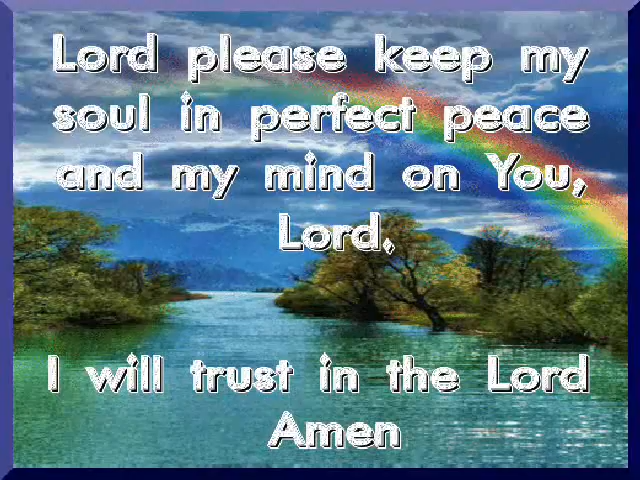 Lord please keep my
soul in perfect peace
and my mind on You,
Lord.
I will trust in the Lord
Amen